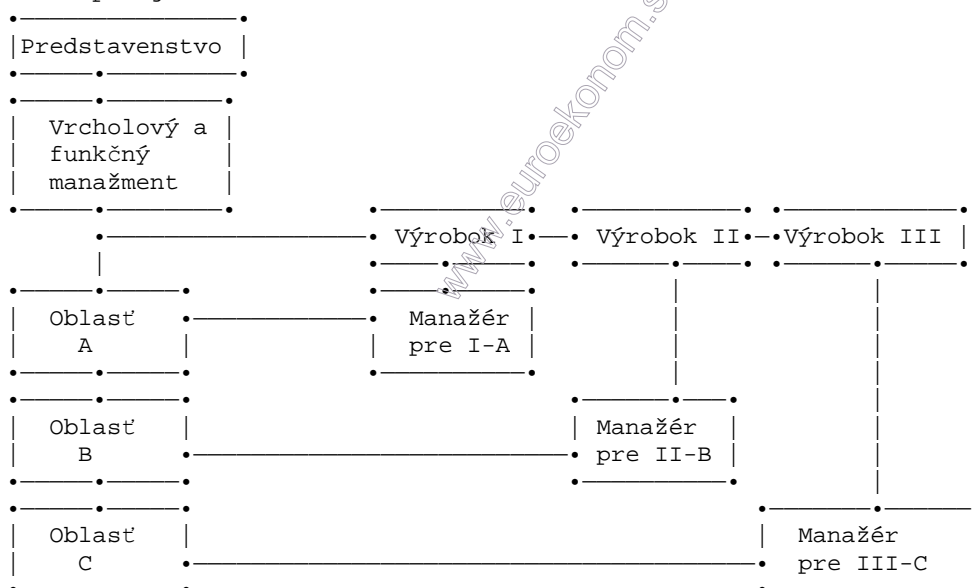 Predstavenstvo
Vrcholový a
funkčný
manažment
Výrobok I
Výrobok II
Výrobok III
Oblasť
A
Manažér
pre I-A
Oblasť
B
Manažér
pre II-B
Oblasť
C
Manažér
pre III-C
www.euroekonom.s